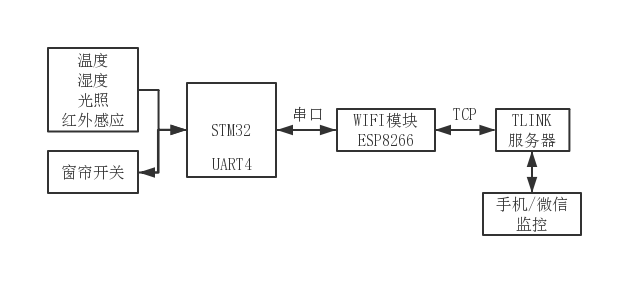 温度
湿度
光照
红外感应
窗帘开关
STM32
UART4
串口
WIFI模块
ESP8266
TCP
TLINK
服务器
手机/微信
监控